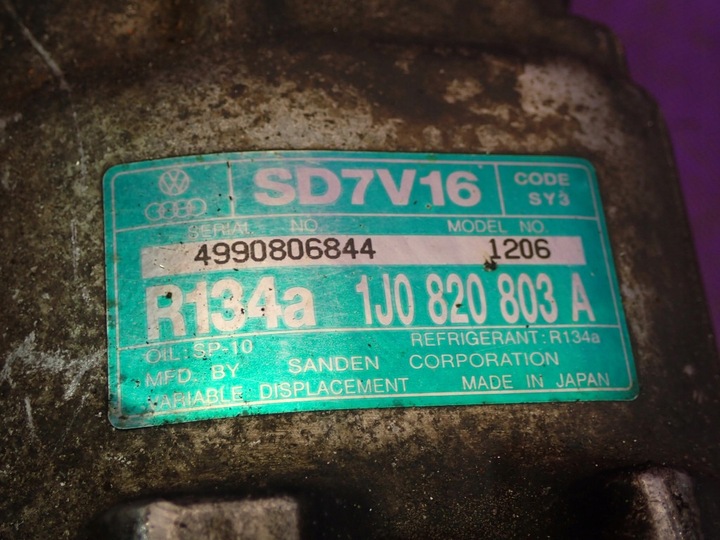 SD7V16
CODE
SY3
SERIAL NO.
MODEL NO.
4990806844
1206
R134a
1J0 820 803 A
OIL: SP-10
REFRIGERANT: R134a
MFD. BY SANDEN CORPORATION
VARIABLE DISPLACEMENT
MADE IN JAPAN